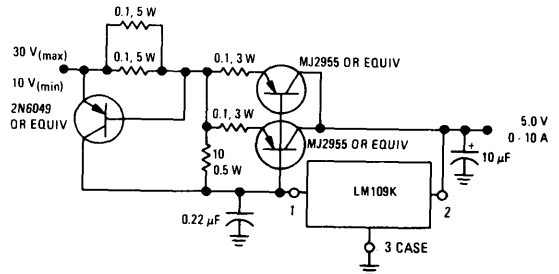 0.1, 5 W
0.1, 5 W
0.1, 3 W
MJ2955 OR EQUIV
30 V(max)
10 V(min)
2N6049
OR EQUIV
0.1, 3 W
MJ2955 OR EQUIV
5.0 V
0 - 10 A
10
0.5 W
+
10 μF
0.22 μF
1
LM109K
2
3 CASE